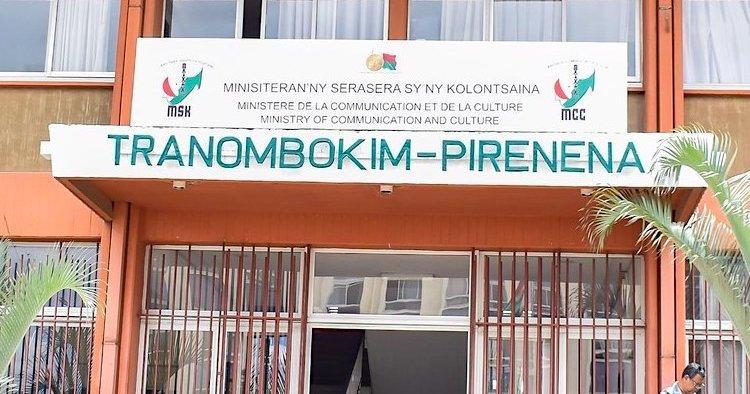 MINISITERAN'NY SERASERA SY NY KOLONTSAINA
MINISTERE DE LA COMMUNICATION ET DE LA CULTURE
MINISTRY OF COMMUNICATION AND CULTURE
MSK
MCC
TRANOMBOKIM-PIRENENA